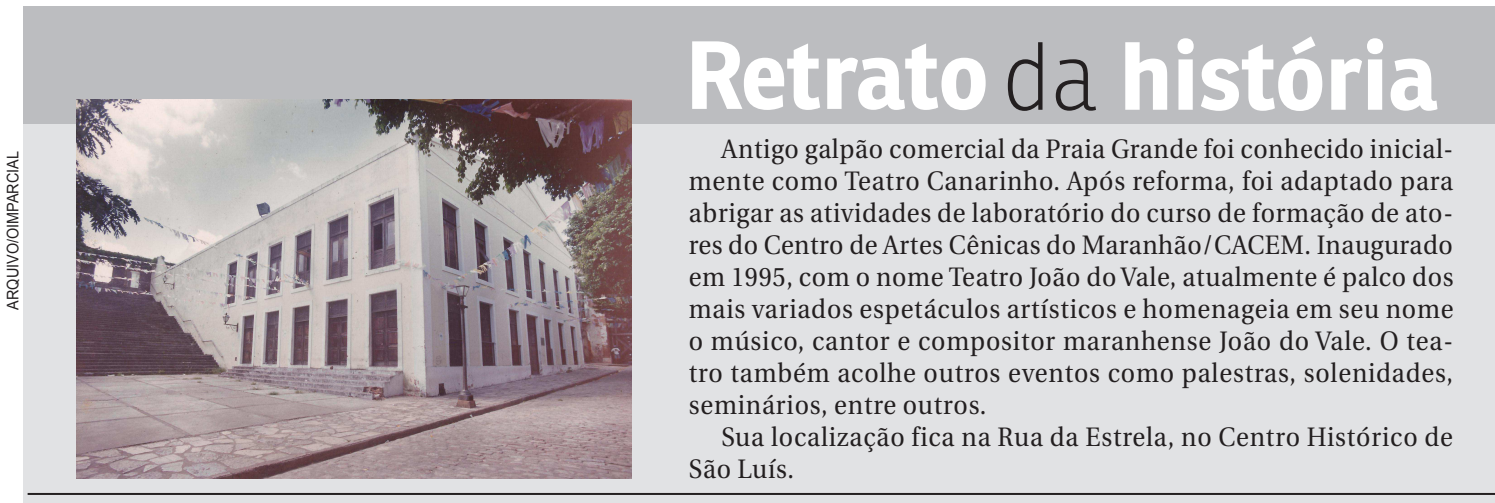 ARQUIVO/OIMPARCIAL
Retrato da história
Antigo galpão comercial da Praia Grande foi conhecido inicial-
mente como Teatro Canarinho. Após reforma, foi adaptado para
abrigar as atividades de laboratório do curso de formação de ato-
res do Centro de Artes Cênicas do Maranhão/CACEM. Inaugurado
em 1995, com o nome Teatro João do Vale, atualmente é palco dos
mais variados espetáculos artísticos e homenageia em seu nome
o músico, cantor e compositor maranhense João do Vale. O tea-
tro também acolhe outros eventos como palestras, solenidades,
seminários, entre outros.
Sua localização fica na Rua da Estrela, no Centro Histórico de
São Luís.